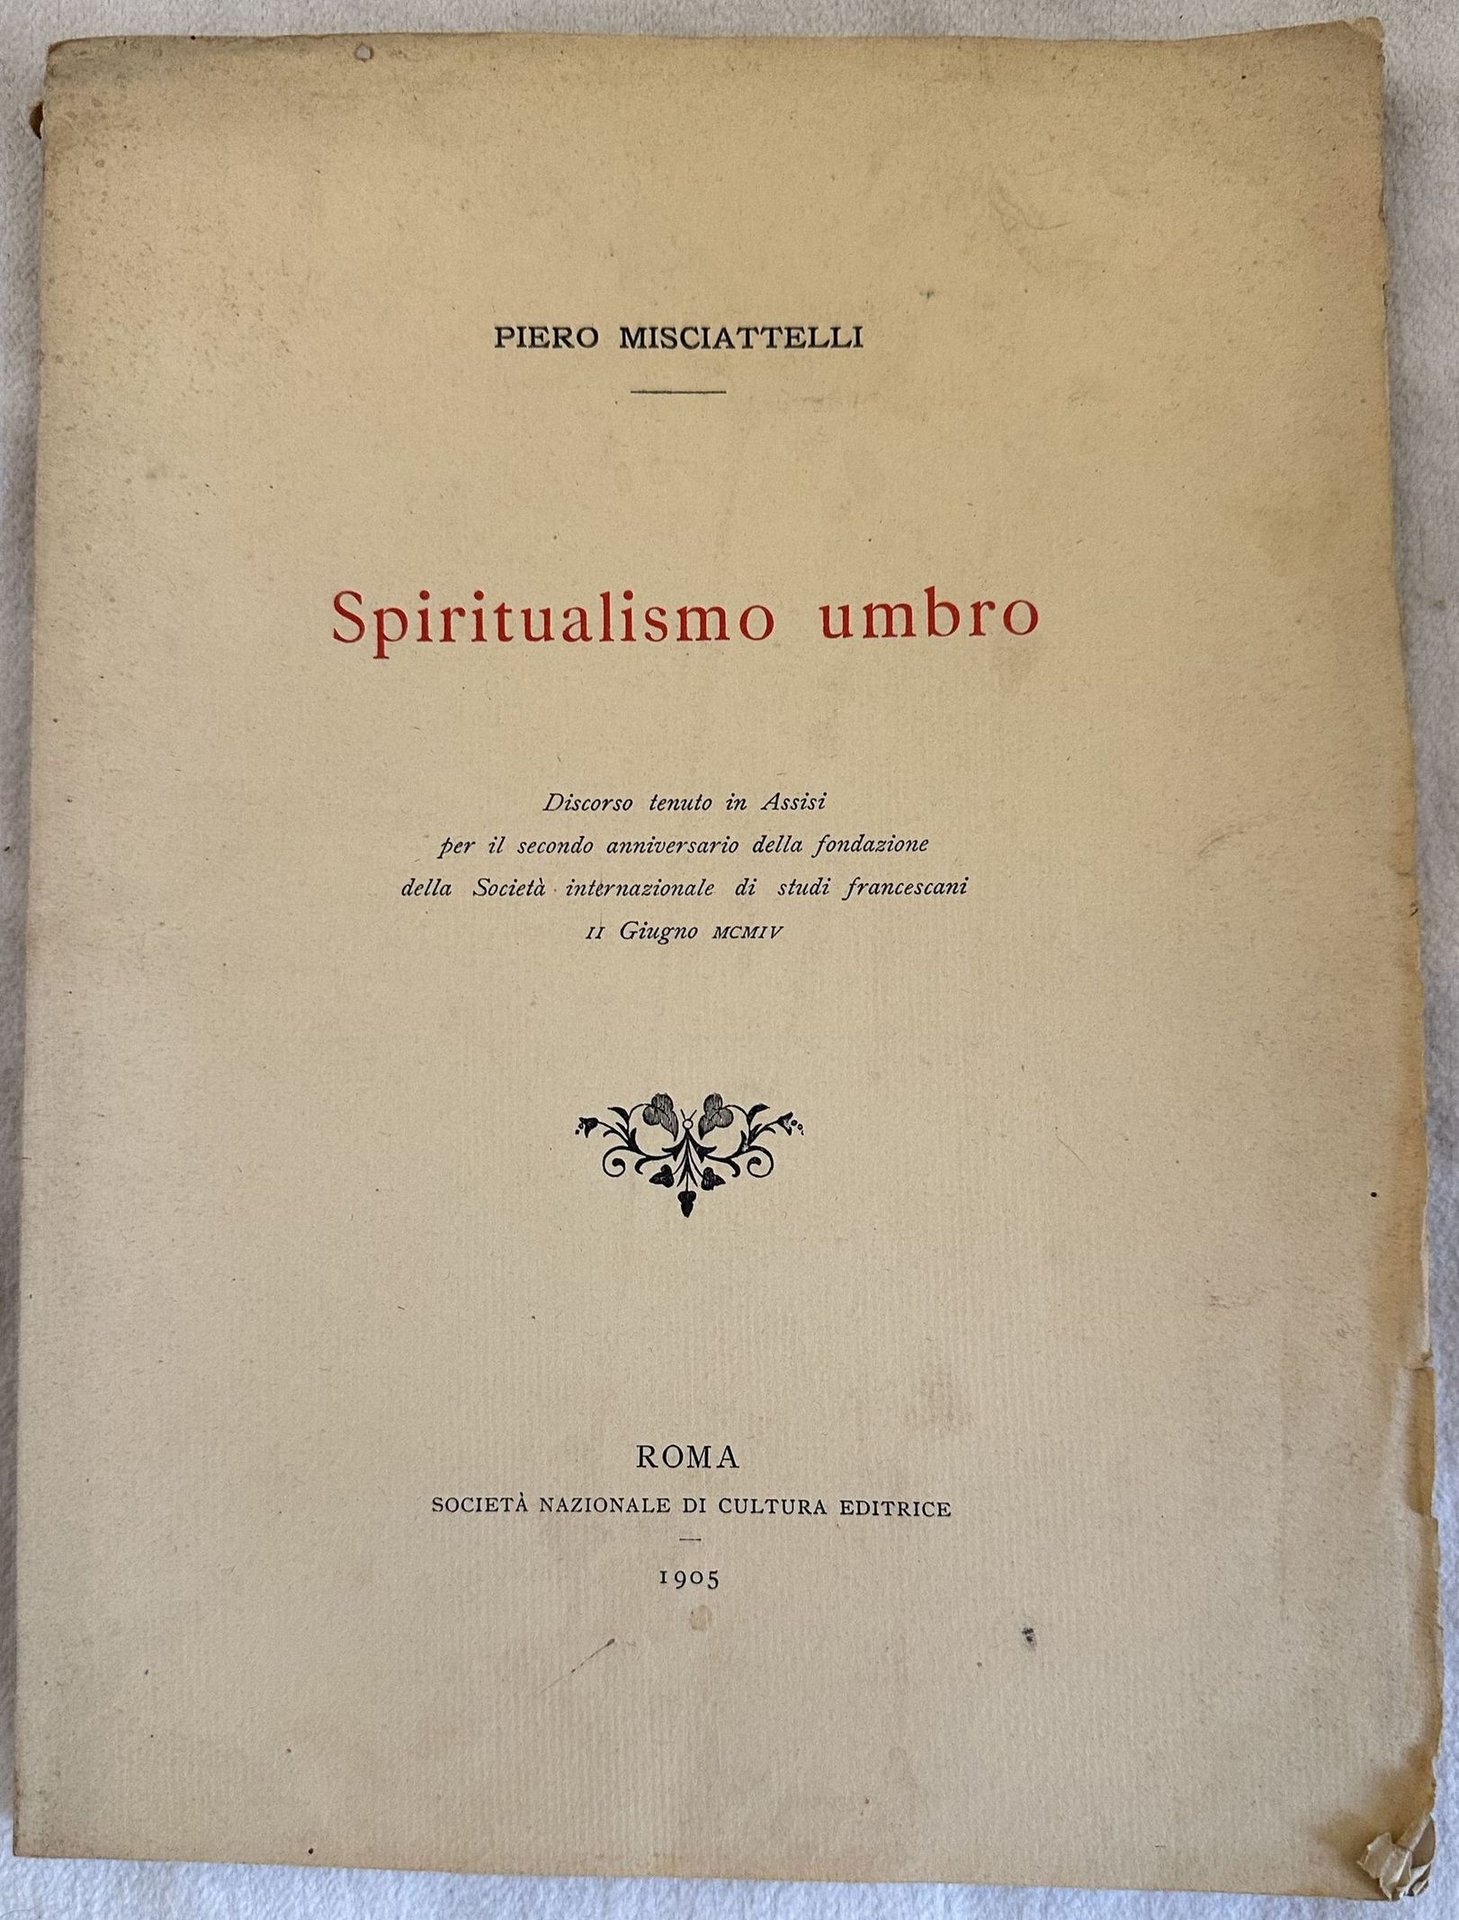 PIERO MISCIATTELLI
Spiritualismo umbro
Discorso tenuto in Assisi
per il secondo anniversario della fondazione
della Società internazionale di studi francescani
11 Giugno MCMIV
ROMA
SOCIETÀ NAZIONALE DI CULTURA EDITRICE
1905